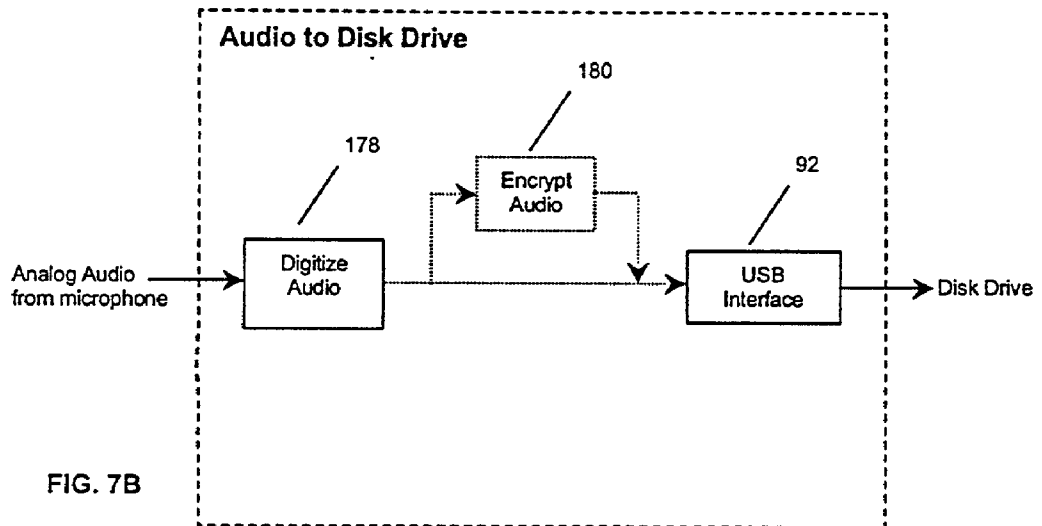 Audio to Disk Drive
180
178
Encrypt
Audio
92
Digitize
Audio
USB
Interface
Analog Audio
from microphone
Disk Drive
FIG. 7B